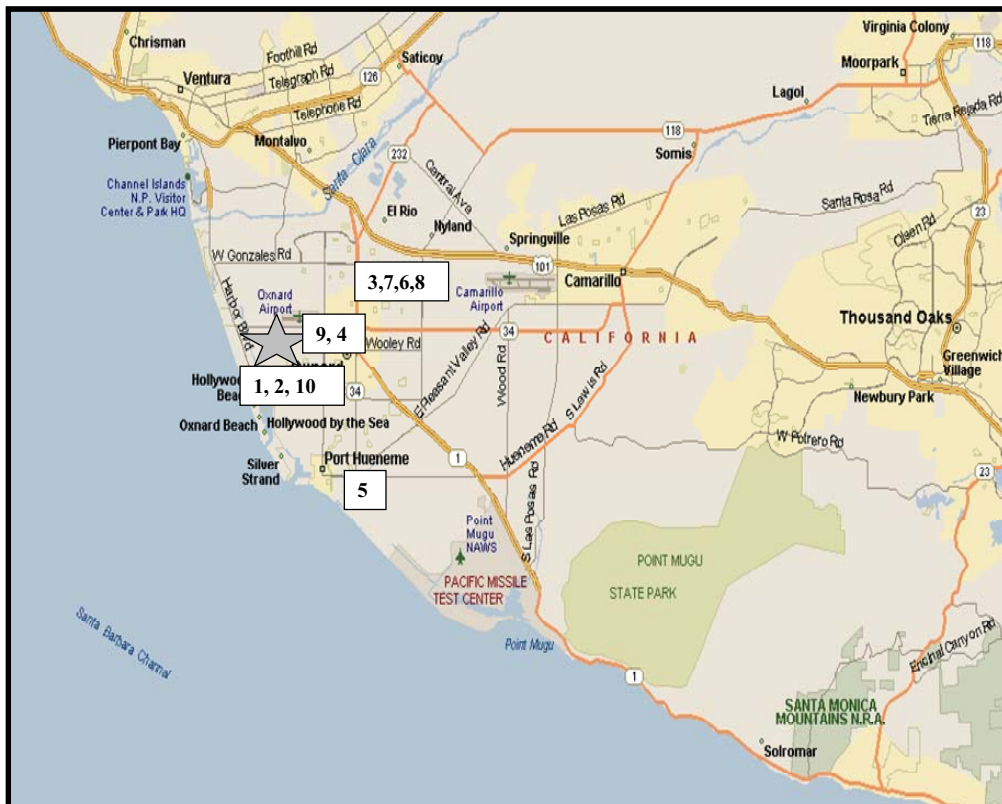 Chrisman
Foothill Rd
Saticoy
Virginia Colony
118
126
Telegraph Rd
Ventura
Moorpark
Lagol
Telephone Rd
Tierra Rejada Rd
Pierpont Bay
Montalvo
118
Somis
232
Santa Clara
Central Ave
Channel Islands
N.P. Visitor
Center & Park HQ
Las Posas Rd
Santa Rosa Rd
23
El Rio
Nyland
Olsen Rd
Springville
W Gonzales Rd
101
Camarillo
3,7,6,8
Harbor Blvd
Oxnard
Airport
Camarillo
Airport
Thousand Oaks
9, 4
34
CALIFORNIA
Wooley Rd
E Pleasant Valley Rd
Wood Rd
S Lewis Rd
Greenwich
Village
1, 2, 10
34
Newbury Park
Oxnard Beach
Hollywood by the Sea
Hueneme Rd
W Potrero Rd
Silver
Strand
Port Hueneme
1
23
5
S Las Posas Rd
Point
Mugu
NAWS
POINT MUGU
STATE PARK
PACIFIC MISSILE
TEST CENTER
Santa Barbara Channel
Point Mugu
Encinal Canyon Rd
1
SANTA MONICA
MOUNTAINS N.R.A.
Solromar